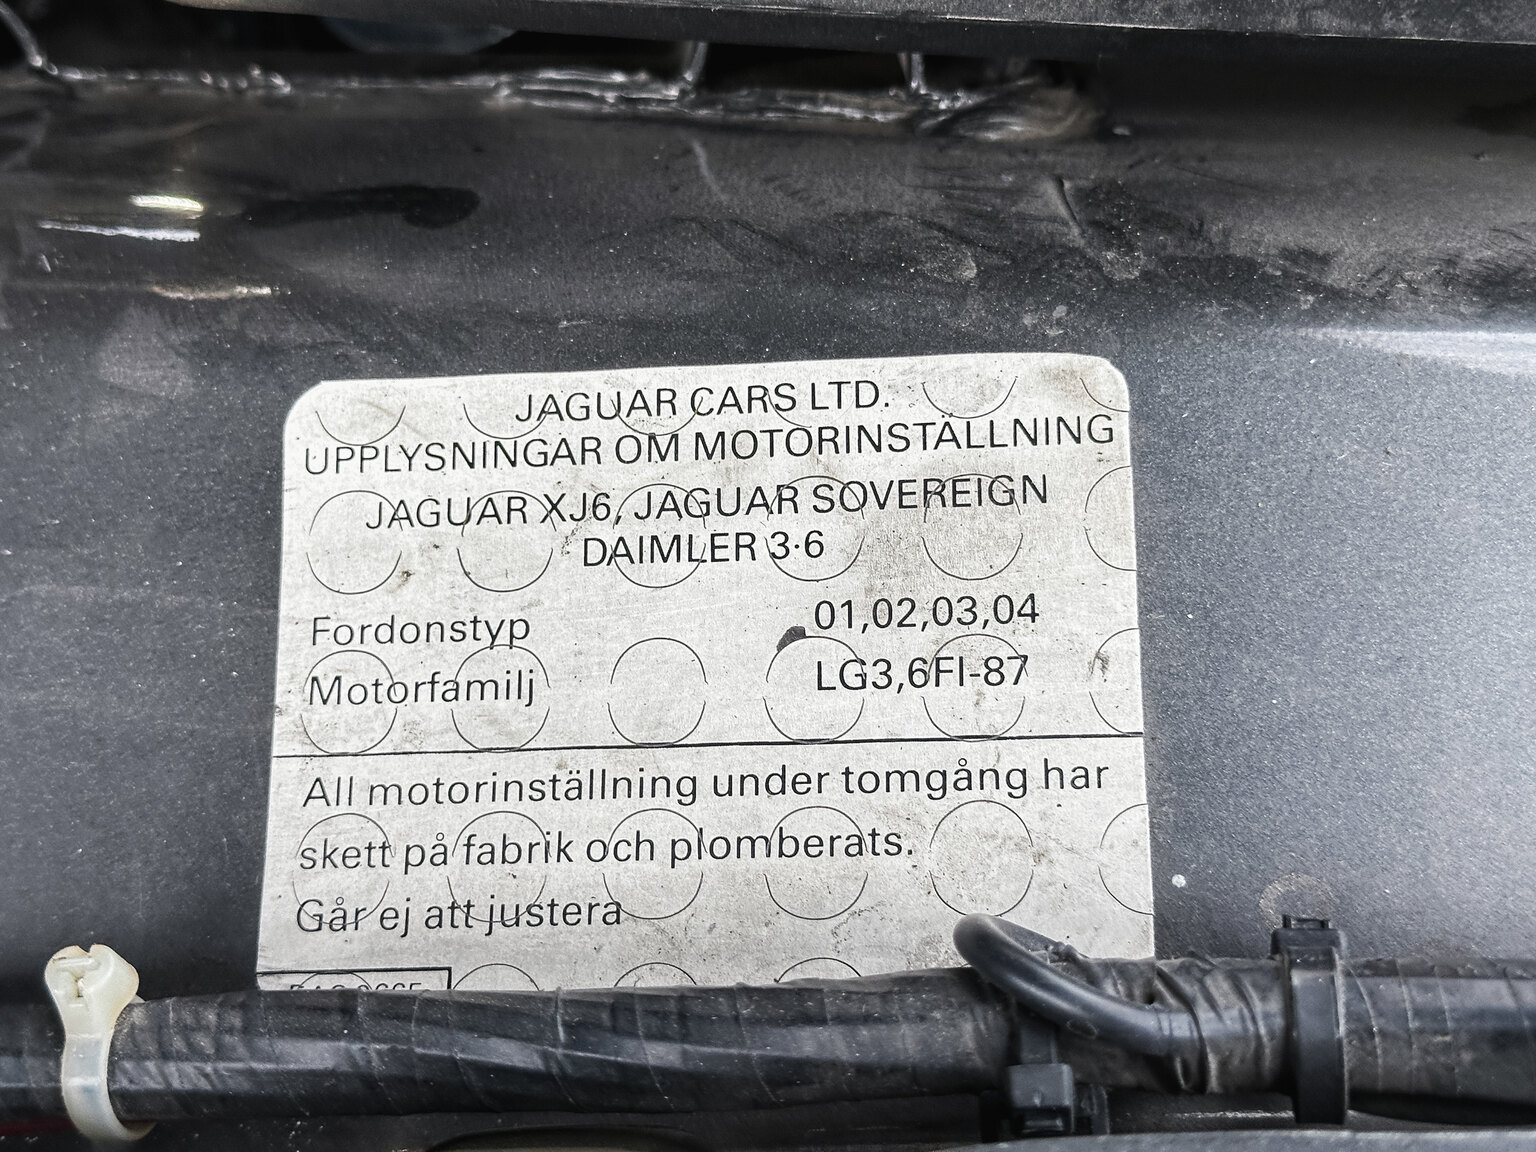 JAGUAR CARS LTD.
UPPLYSNINGAR OM MOTORINSTÄLLNING
JAGUAR XJ6, JAGUAR SOVEREIGN
DAIMLER 3·6
Fordonstyp 01,02,03,04
Motorfamilj LG3,6FI-87
All motorinställning under tomgång har
skett på fabrik och plomberats.
Går ej att justera